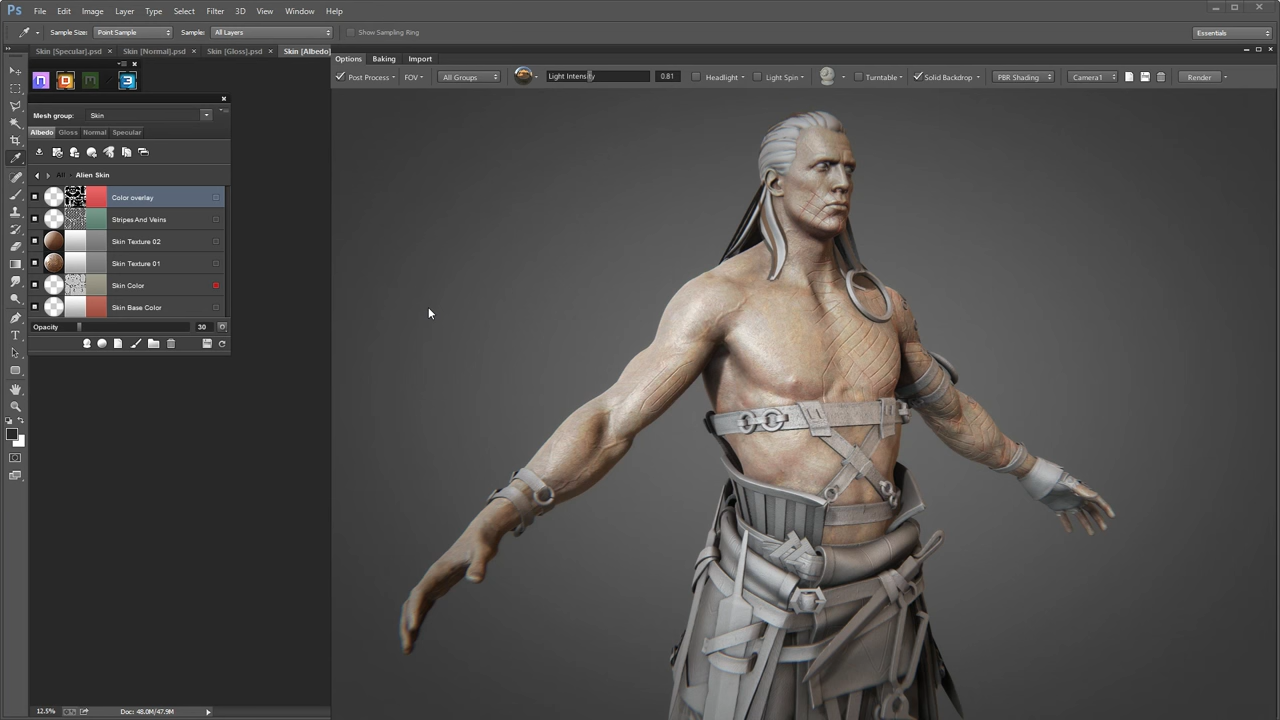 Ps File Edit Image Layer Type Select Filter 3D View Window Help
Sample Size: Point Sample Sample: All Layers Show Sampling Ring Essentials
Skin [Specular].psd × Skin [Normal].psd × Skin [Gloss].psd × Skin [Albedo]
Options Baking Import
Post Process FOV All Groups Light Intensity 0.81 Headlight Light Spin Turntable Solid Backdrop PBR Shading Camera1 Render
Mesh group: Skin
Albedo Gloss Normal Specular
All Alien Skin
Color overlay
Stripes And Veins
Skin Texture 02
Skin Texture 01
Skin Color
Skin Base Color
Opacity 30
12.5% Doc: 48.0M/47.9M